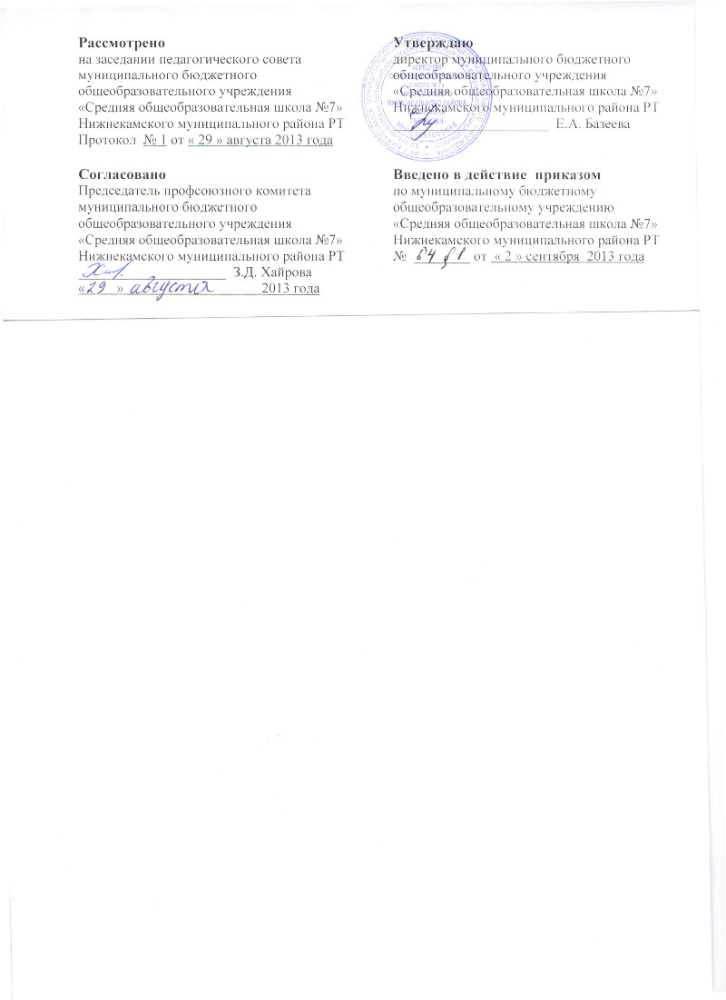 Рассмотрено
на заседании педагогического совета
муниципального бюджетного
общеобразовательного учреждения
«Средняя общеобразовательная школа №7»
Нижнекамского муниципального района РТ
Протокол № 1 от « 29 » августа 2013 года
Утверждаю
директор муниципального бюджетного
общеобразовательного учреждения
«Средняя общеобразовательная школа №7»
Нижнекамского муниципального района РТ
Е.А. Базеева
Согласовано
Председатель профсоюзного комитета
муниципального бюджетного
общеобразовательного учреждения
«Средняя общеобразовательная школа №7»
Нижнекамского муниципального района РТ
З.Д. Хайрова
«29» августа 2013 года
Введено в действие приказом
по муниципальному бюджетному
общеобразовательному учреждению
«Средняя общеобразовательная школа №7»
Нижнекамского муниципального района РТ
№ от « 2 » сентября 2013 года